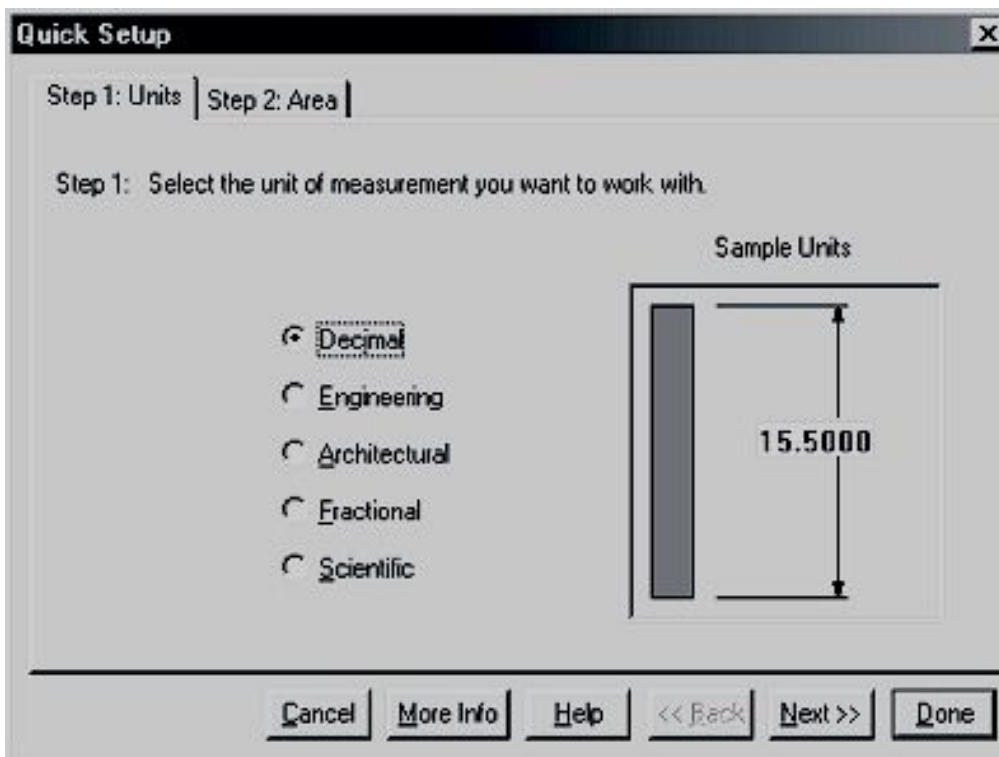 Quick Setup
Step 1: Units
Step 2: Area
Step 1: Select the unit of measurement you want to work with.
Sample Units
Decimal
Engineering
Architectural
Fractional
Scientific
15.5000
Cancel
More Info
Help
<< Back
Next >>
Done